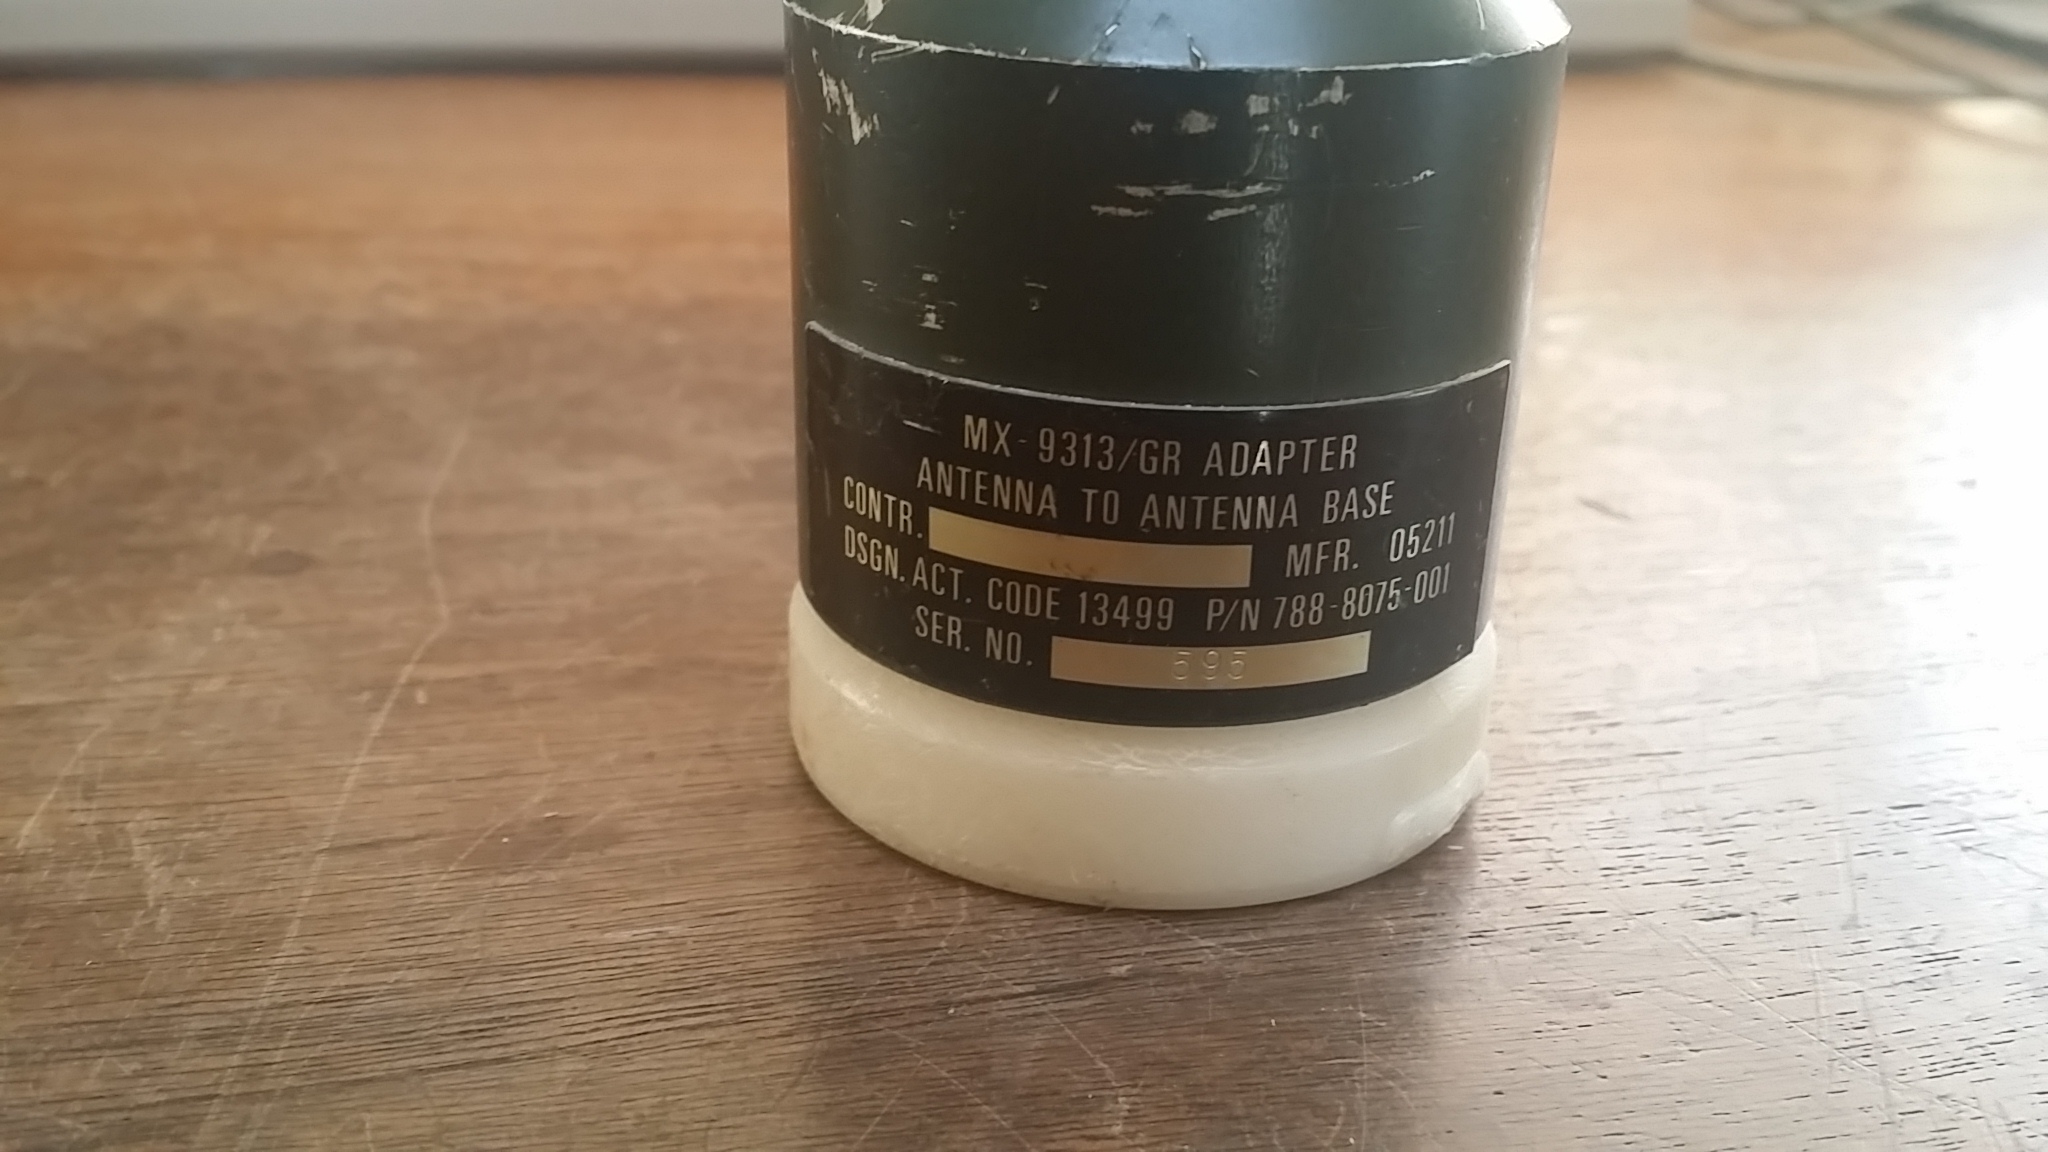 MX-9313/GR ADAPTER
ANTENNA TO ANTENNA BASE
CONTR. MFR. 05211
DSGN. ACT. CODE 13499 P/N 788-8075-001
SER. NO. 595